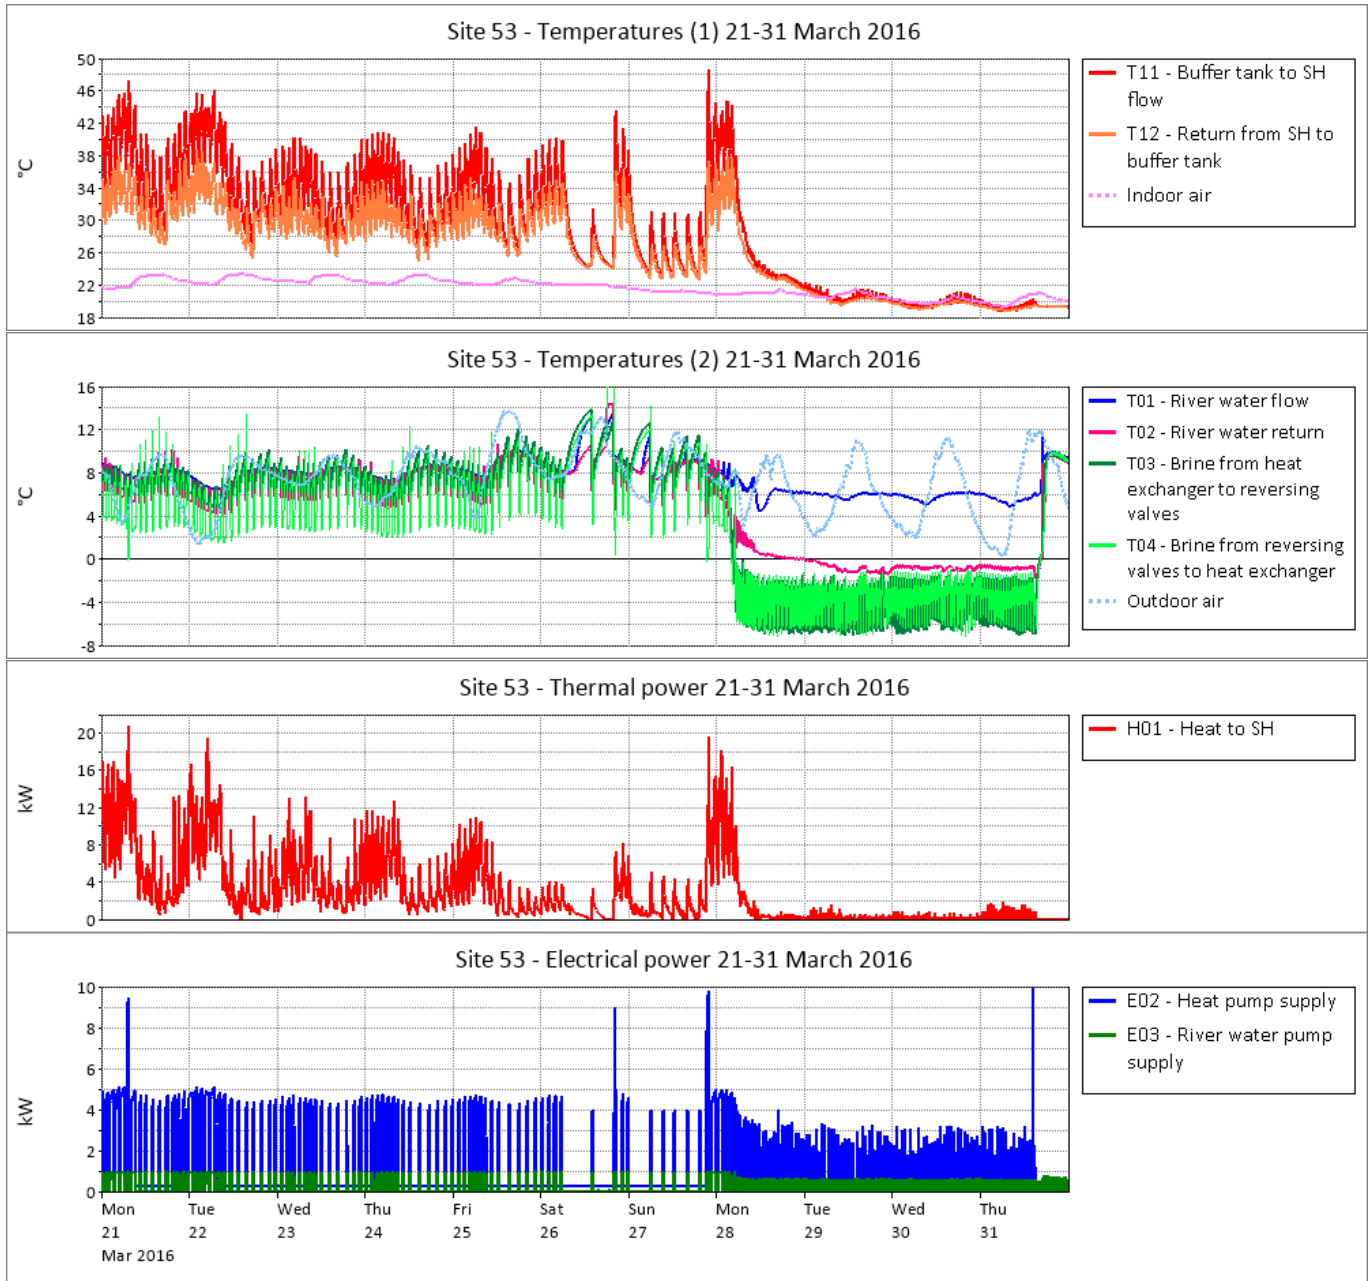 Site 53 - Temperatures (1) 21-31 March 2016
50
46
42
38
34
30
26
22
18
°C
T11 - Buffer tank to SH
flow
T12 - Return from SH to
buffer tank
Indoor air
Site 53 - Temperatures (2) 21-31 March 2016
16
12
8
4
0
-4
-8
°C
T01 - River water flow
T02 - River water return
T03 - Brine from heat
exchanger to reversing
valves
T04 - Brine from reversing
valves to heat exchanger
Outdoor air
Site 53 - Thermal power 21-31 March 2016
20
16
12
8
4
0
kW
H01 - Heat to SH
Site 53 - Electrical power 21-31 March 2016
10
8
6
4
2
0
kW
E02 - Heat pump supply
E03 - River water pump
supply
Mon Tue Wed Thu Fri Sat Sun Mon Tue Wed Thu
21 22 23 24 25 26 27 28 29 30 31
Mar 2016